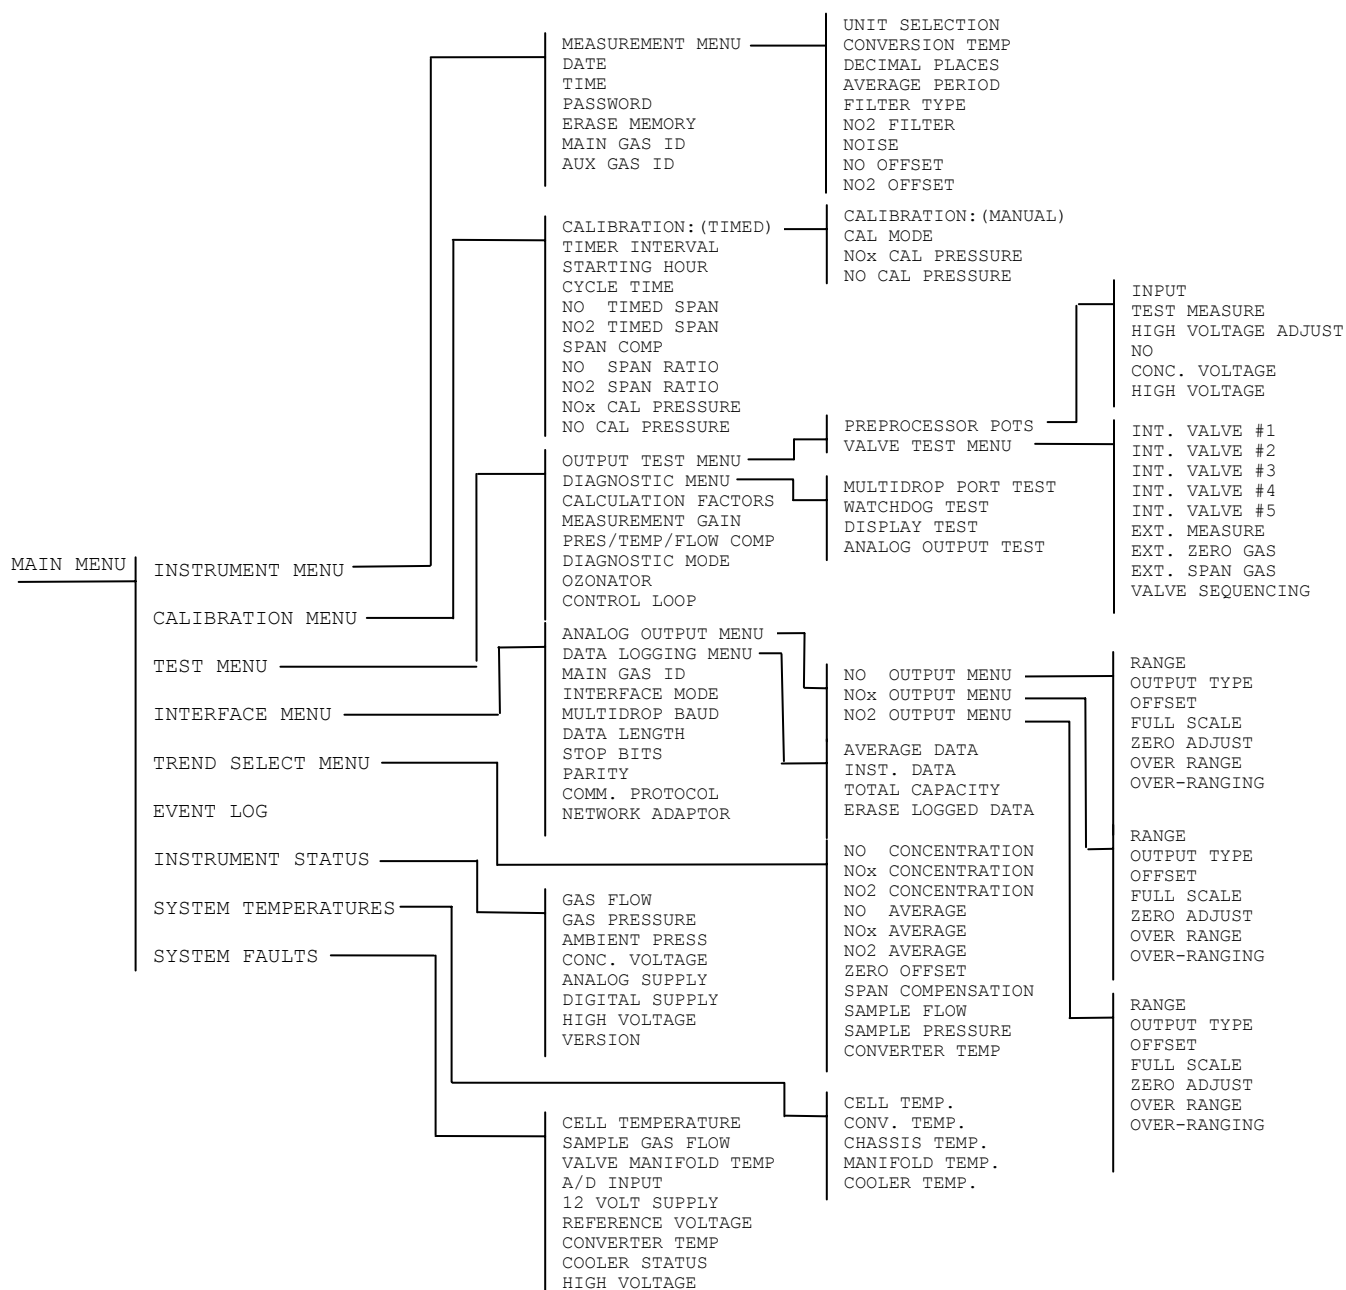 MAIN MENU
INSTRUMENT MENU
CALIBRATION MENU
TEST MENU
INTERFACE MENU
TREND SELECT MENU
EVENT LOG
INSTRUMENT STATUS
SYSTEM TEMPERATURES
SYSTEM FAULTS
MEASUREMENT MENU
DATE
TIME
PASSWORD
ERASE MEMORY
MAIN GAS ID
AUX GAS ID
UNIT SELECTION
CONVERSION TEMP
DECIMAL PLACES
AVERAGE PERIOD
FILTER TYPE
NO2 FILTER
NOISE
NO OFFSET
NO2 OFFSET
CALIBRATION:(TIMED)
TIMER INTERVAL
STARTING HOUR
CYCLE TIME
NO TIMED SPAN
NO2 TIMED SPAN
SPAN COMP
NO SPAN RATIO
NO2 SPAN RATIO
NOx CAL PRESSURE
NO CAL PRESSURE
CALIBRATION:(MANUAL)
CAL MODE
NOx CAL PRESSURE
NO CAL PRESSURE
OUTPUT TEST MENU
DIAGNOSTIC MENU
CALCULATION FACTORS
MEASUREMENT GAIN
PRES/TEMP/FLOW COMP
DIAGNOSTIC MODE
OZONATOR
CONTROL LOOP
PREPROCESSOR POTS
VALVE TEST MENU
INPUT
TEST MEASURE
HIGH VOLTAGE ADJUST
NO
CONC. VOLTAGE
HIGH VOLTAGE
INT. VALVE #1
INT. VALVE #2
INT. VALVE #3
INT. VALVE #4
INT. VALVE #5
EXT. MEASURE
EXT. ZERO GAS
EXT. SPAN GAS
VALVE SEQUENCING
MULTIDROP PORT TEST
WATCHDOG TEST
DISPLAY TEST
ANALOG OUTPUT TEST
ANALOG OUTPUT MENU
DATA LOGGING MENU
MAIN GAS ID
INTERFACE MODE
MULTIDROP BAUD
DATA LENGTH
STOP BITS
PARITY
COMM. PROTOCOL
NETWORK ADAPTOR
NO OUTPUT MENU
NOx OUTPUT MENU
NO2 OUTPUT MENU
RANGE
OUTPUT TYPE
OFFSET
FULL SCALE
ZERO ADJUST
OVER RANGE
OVER-RANGING
RANGE
OUTPUT TYPE
OFFSET
FULL SCALE
ZERO ADJUST
OVER RANGE
OVER-RANGING
RANGE
OUTPUT TYPE
OFFSET
FULL SCALE
ZERO ADJUST
OVER RANGE
OVER-RANGING
AVERAGE DATA
INST. DATA
TOTAL CAPACITY
ERASE LOGGED DATA
NO CONCENTRATION
NOx CONCENTRATION
NO2 CONCENTRATION
NO AVERAGE
NOx AVERAGE
NO2 AVERAGE
ZERO OFFSET
SPAN COMPENSATION
SAMPLE FLOW
SAMPLE PRESSURE
CONVERTER TEMP
GAS FLOW
GAS PRESSURE
AMBIENT PRESS
CONC. VOLTAGE
ANALOG SUPPLY
DIGITAL SUPPLY
HIGH VOLTAGE
VERSION
CELL TEMP.
CONV. TEMP.
CHASSIS TEMP.
MANIFOLD TEMP.
COOLER TEMP.
CELL TEMPERATURE
SAMPLE GAS FLOW
VALVE MANIFOLD TEMP
A/D INPUT
12 VOLT SUPPLY
REFERENCE VOLTAGE
CONVERTER TEMP
COOLER STATUS
HIGH VOLTAGE